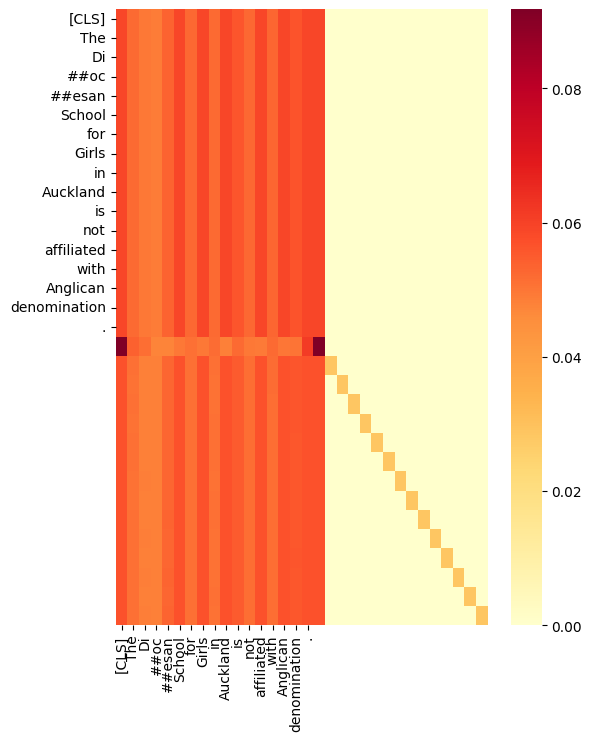 [CLS]
The
Di
##oc
##esan
School
for
Girls
in
Auckland
is
not
affiliated
with
Anglican
denomination
.
0.08
0.06
0.04
0.02
0.00
[CLS]
The
Di
##oc
##esan
School
for
Girls
in
Auckland
is
not
affiliated
with
Anglican
denomination
.